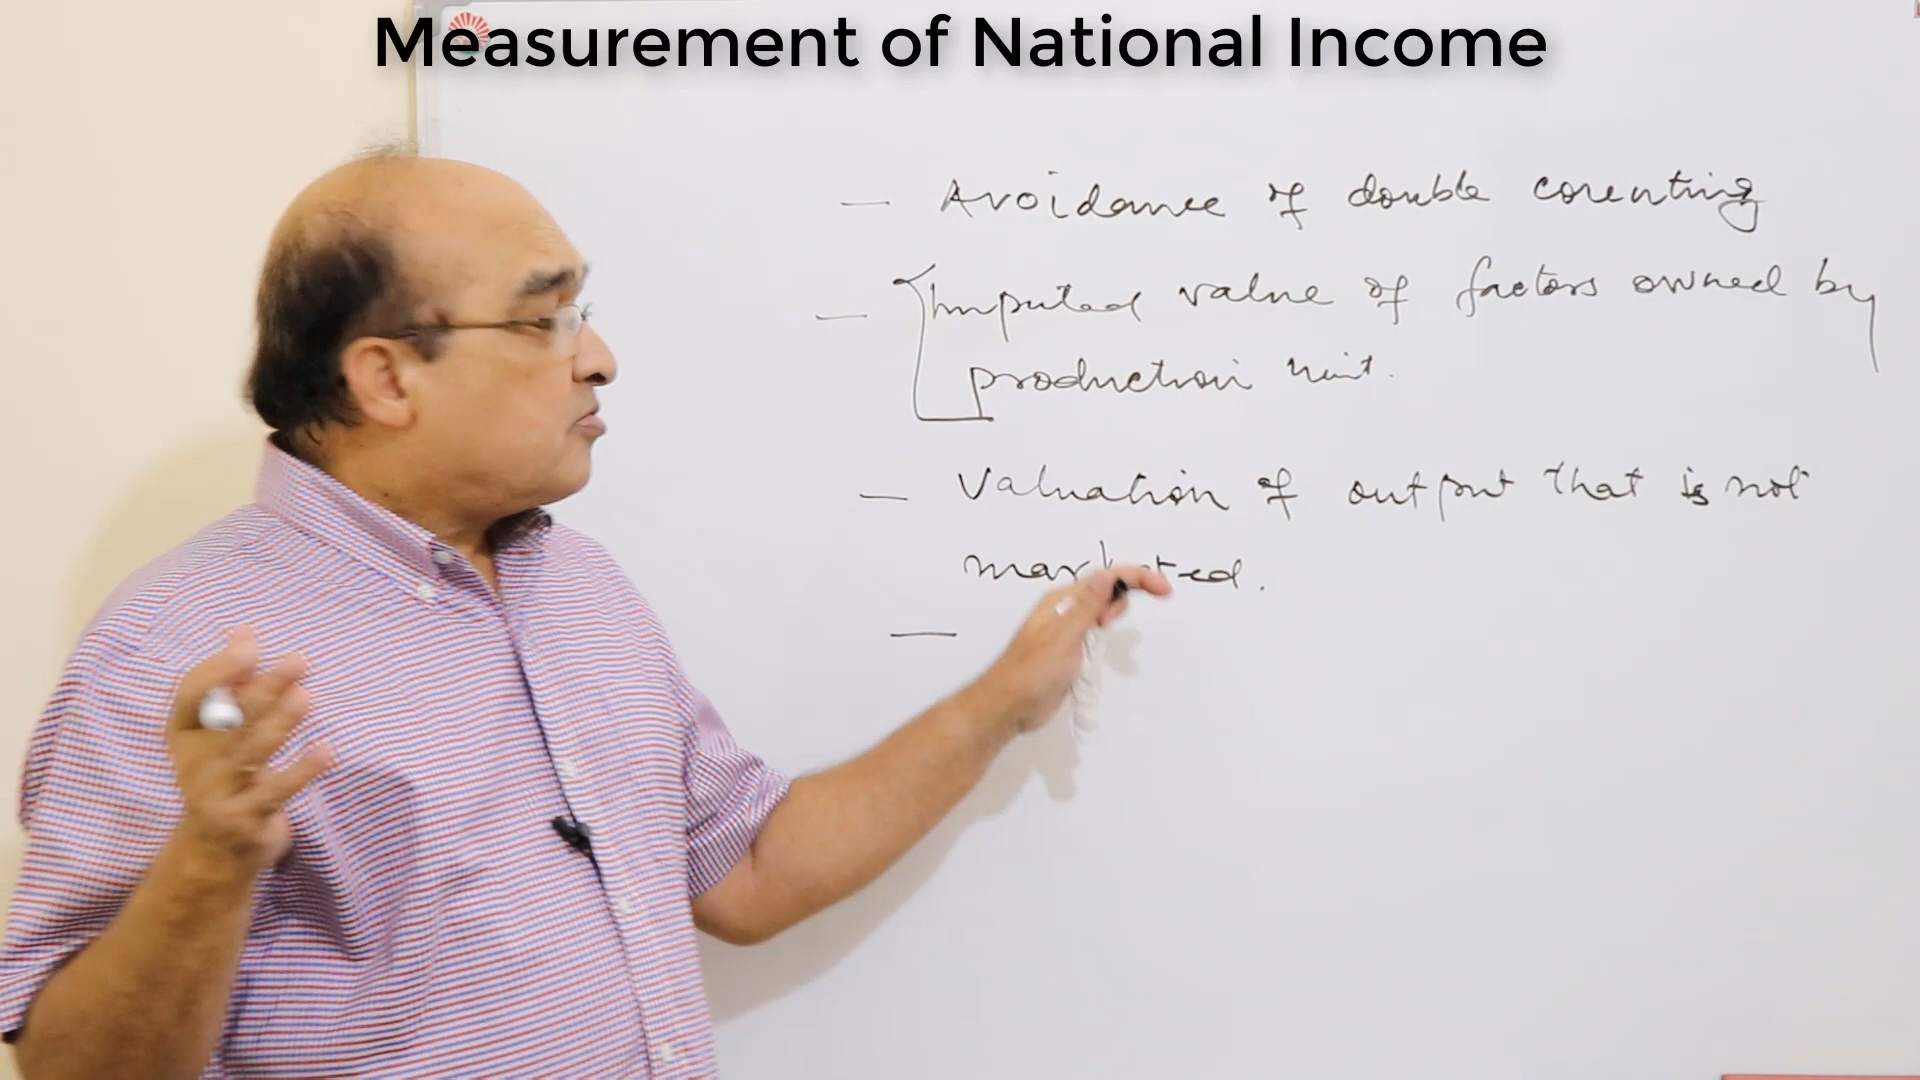 Measurement of National Income
— Avoidance of double counting
— Imputed value of factors owned by
production unit.
— Valuation of output that is not
marketed.
—